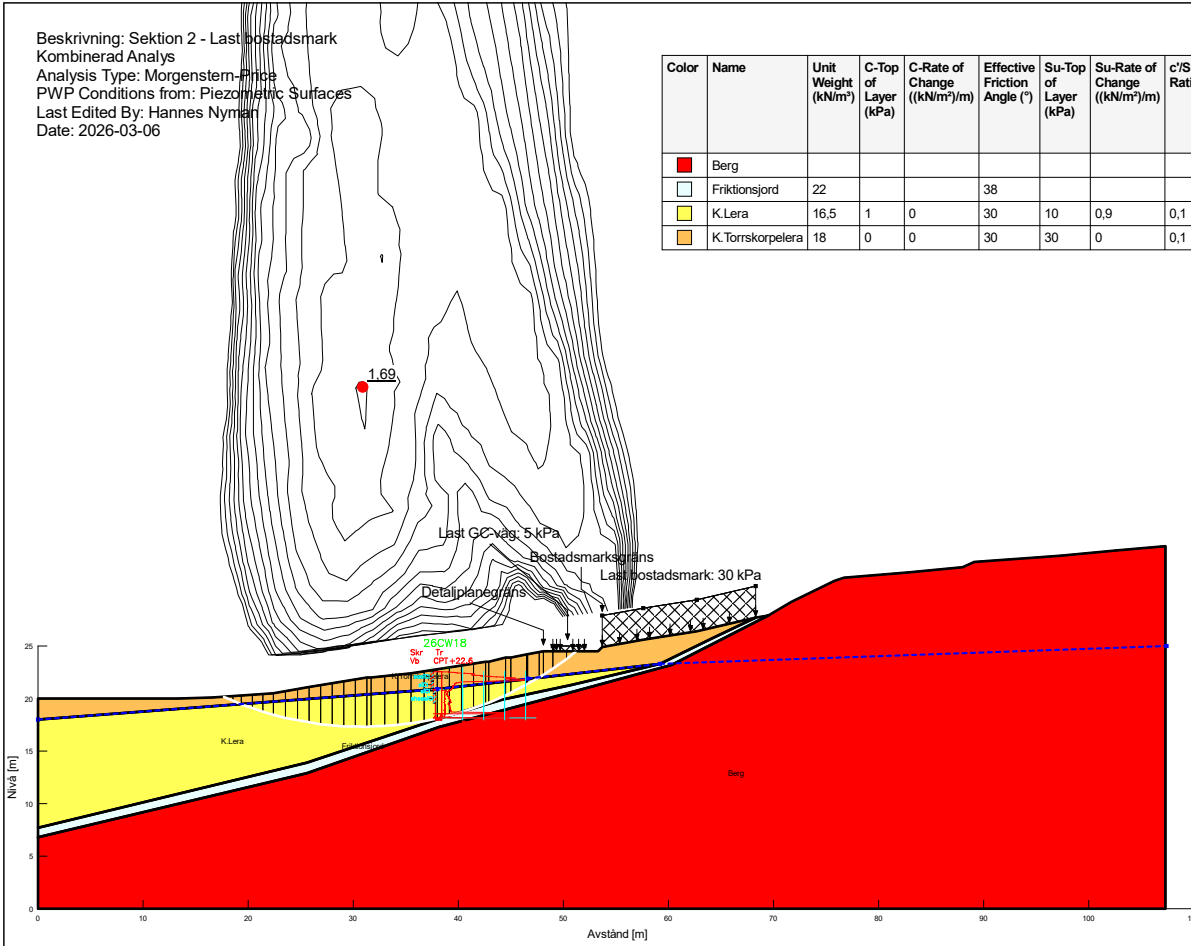 Beskrivning: Sektion 2 - Last bostadsmark
Kombinerad Analys
Analysis Type: Morgenstern-Price
PWP Conditions from: Piezometric Surfaces
Last Edited By: Hannes Nyman
Date: 2026-03-06
Color Name Unit Weight (kN/m³) C-Top of Layer (kPa) C-Rate of Change ((kN/m²)/m) Effective Friction Angle (°) Su-Top of Layer (kPa) Su-Rate of Change ((kN/m²)/m)
Berg
Friktionsjord 22 38
K.Lera 16,5 1 0 30 10 0,9 0,1
K.Torrskorpelera 18 0 0 30 30 0 0,1
1,69
Last GC-väg: 5 kPa
Bostadsmarksgräns
Last bostadsmark: 30 kPa
Detaljplanegräns
26CW18
Skr Tr
Vb CPT+22,6
K.Lera
Friktionsjord
Berg
Nivå [m]
25
20
15
10
5
0
0 10 20 30 40 50 60 70 80 90 100
Avstånd [m]